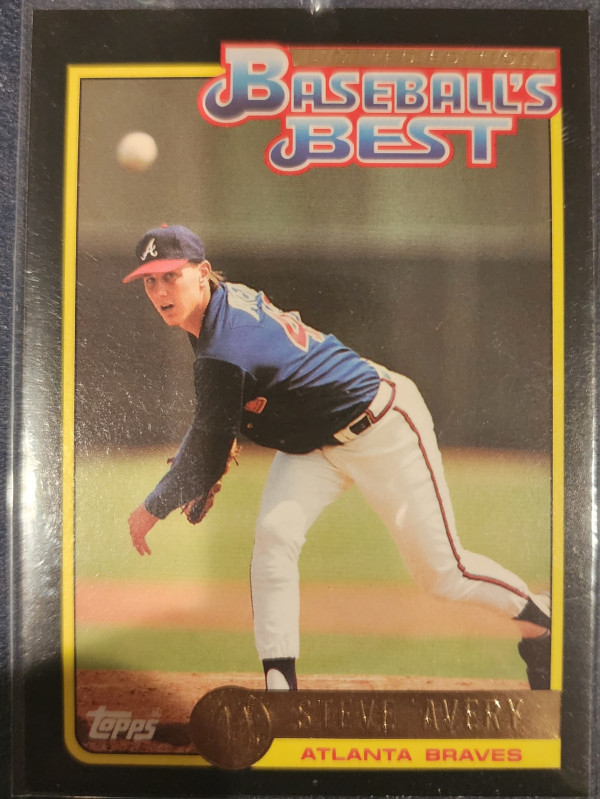 BASEBALL'S
BEST
A
TOPPS
STEVE AVERY
ATLANTA BRAVES